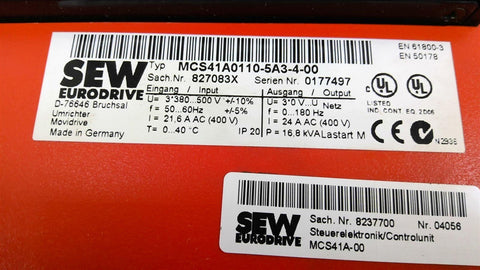 SEW
EURODRIVE
D-76646 Bruchsal
Umrichter
Movidrive
Made in Germany
Typ MCS41A0110-5A3-4-00
Sach.Nr. 827083X Serien Nr. 0177497
Eingang / Input Ausgang / Output
U= 3*380..500 V +/-10% U= 3*0 V...U Netz
f = 50...60Hz +/-5% f = 0...180 Hz
I = 21,6 A AC (400 V) I = 24 A AC (400 V)
T= 0...40 °C IP 20 P = 16,8 kVA Lastart M
EN 61800-3
EN 50178
C UL UL
LISTED
IND. CONT. EQ. 2D06
CE
N2936
SEW
EURODRIVE
Sach. Nr. 8237700 Nr. 04056
Steuerelektronik/Controlunit
MCS41A-00